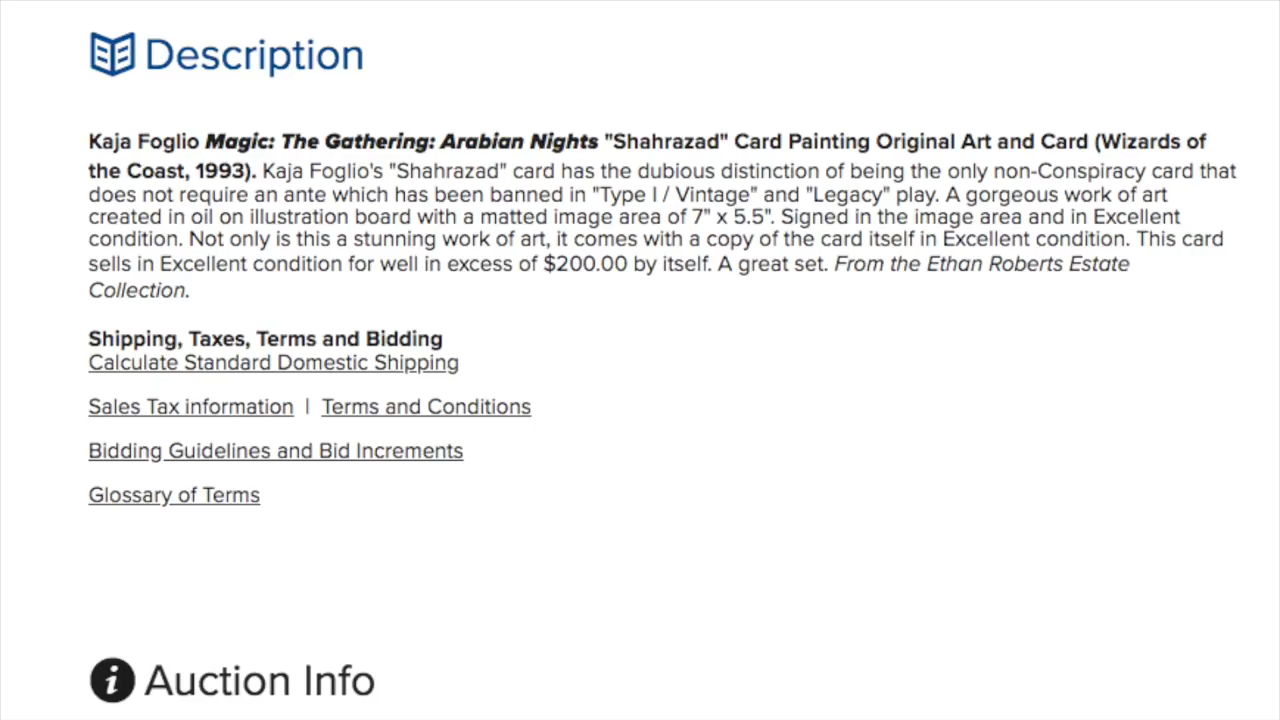 Description
Kaja Foglio Magic: The Gathering: Arabian Nights "Shahrazad" Card Painting Original Art and Card (Wizards of
the Coast, 1993). Kaja Foglio's "Shahrazad" card has the dubious distinction of being the only non-Conspiracy card that
does not require an ante which has been banned in "Type I / Vintage" and "Legacy" play. A gorgeous work of art
created in oil on illustration board with a matted image area of 7" x 5.5". Signed in the image area and in Excellent
condition. Not only is this a stunning work of art, it comes with a copy of the card itself in Excellent condition. This card
sells in Excellent condition for well in excess of $200.00 by itself. A great set. From the Ethan Roberts Estate
Collection.
Shipping, Taxes, Terms and Bidding
Calculate Standard Domestic Shipping
Sales Tax information | Terms and Conditions
Bidding Guidelines and Bid Increments
Glossary of Terms
Auction Info